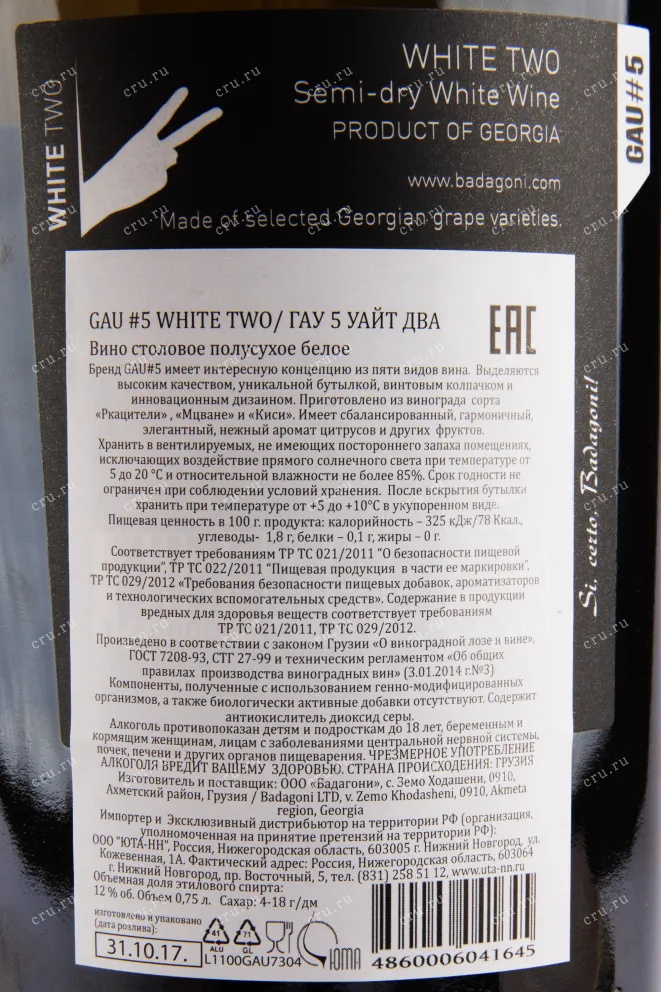 WHITE TWO
Semi-dry White Wine
PRODUCT OF GEORGIA
www.badagoni.com
Made of selected Georgian grape varieties.
WHITE TWO
GAU#5
Si, certo, Badagoni!
GAU #5 WHITE TWO/ ГАУ 5 УАЙТ ДВА
EAC
Вино столовое полусухое белое
Бренд GAU#5 имеет интересную концепцию из пяти видов вина. Выделяются
высоким качеством, уникальной бутылкой, винтовым колпачком и
инновационным дизаином. Приготовлено из винограда сорта
«Ркацители» , «Мцване» и «Киси». Имеет сбалансированный, гармоничный,
элегантный, нежный аромат цитрусов и других фруктов.
Хранить в вентилируемых, не имеющих постороннего запаха помещениях,
исключающих воздействие прямого солнечного света при температуре от
5 до 20 °С и относительной влажности не более 85%. Срок годности не
ограничен при соблюдении условий хранения. После вскрытия бутылки
хранить при температуре от +5 до +10°С в укупоренном виде.
Пищевая ценность в 100 г. продукта: калорийность – 325 кДж/78 Ккал.,
углеводы- 1,8 г, белки – 0,1 г, жиры – 0 г.
Соответствует требованиям ТР ТС 021/2011 “О безопасности пищевой
продукции”, ТР ТС 022/2011 “Пищевая продукция в части ее маркировки”,
ТР ТС 029/2012 «Требования безопасности пищевых добавок, ароматизаторов
и технологических вспомогательных средств». Содержание в продукции
вредных для здоровья веществ соответствует требованиям
ТР ТС 021/2011, ТР ТС 029/2012.
Произведено в соответствии с законом Грузии «О виноградной лозе и вине»,
ГОСТ 7208-93, СТГ 27-99 и техническим регламентом «Об общих
правилах производства виноградных вин» (3.01.2014 г.№3)
Компоненты, полученные с использованием генно-модифицированных
организмов, а также биологически активные добавки отсутствуют. Содержит
антиокислитель диоксид серы.
Алкоголь противопоказан детям и подросткам до 18 лет, беременным и
кормящим женщинам, лицам с заболеваниями центральной нервной системы,
почек, печени и других органов пищеварения. ЧРЕЗМЕРНОЕ УПОТРЕБЛЕНИЕ
АЛКОГОЛЯ ВРЕДИТ ВАШЕМУ ЗДОРОВЬЮ. СТРАНА ПРОИСХОЖДЕНИЯ: ГРУЗИЯ
Изготовитель и поставщик: ООО «Бадагони», с. Земо Ходашени, 0910,
Ахметский район, Грузия / Badagoni LTD, v. Zemo Khodasheni, 0910, Akmeta
region, Georgia
Импортер и Эксклюзивный дистрибьютор на территории РФ (организация,
уполномоченная на принятие претензий на территории РФ):
ООО "ЮТА-НН", Россия, Нижегородская область, 603005 г. Нижний Новгород, ул.
Кожевенная, 1А. Фактический адрес: Россия, Нижегородская область, 603064
г. Нижний Новгород, пр. Восточный, 5, тел. (831) 258 51 12, www.uta-nn.ru
Объемная доля этилового спирта:
12 % об. Объем 0,75 л. Сахар: 4-18 г/дм
изготовлено и упаковано
(дата розлива):
31.10.17.
41
ALU
71
GL
ЮТА
L1100GAU7304
4860006041645
cru.ru